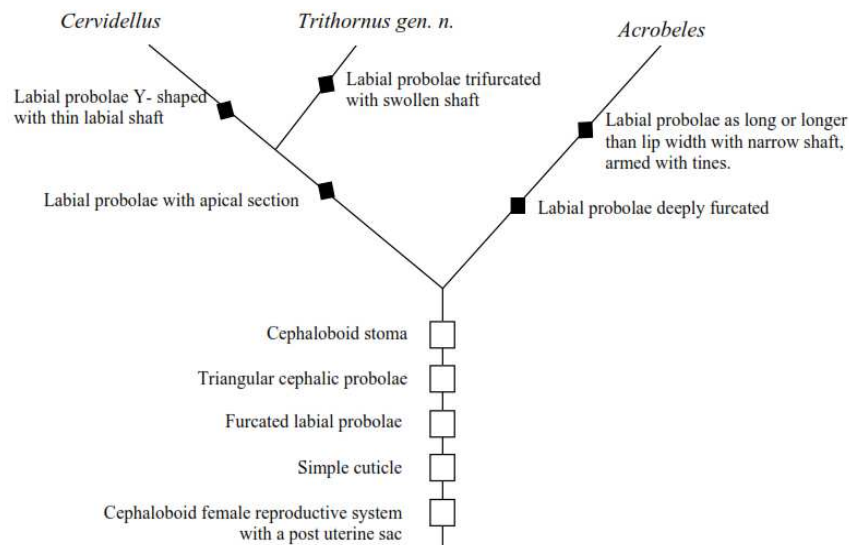 Cervidellus
Trithornus gen. n.
Acrobeles
Labial probolae Y- shaped
with thin labial shaft
Labial probolae trifurcated
with swollen shaft
Labial probolae as long or longer
than lip width with narrow shaft,
armed with tines.
Labial probolae with apical section
Labial probolae deeply furcated
Cephaloboid stoma
Triangular cephalic probolae
Furcated labial probolae
Simple cuticle
Cephaloboid female reproductive system
with a post uterine sac